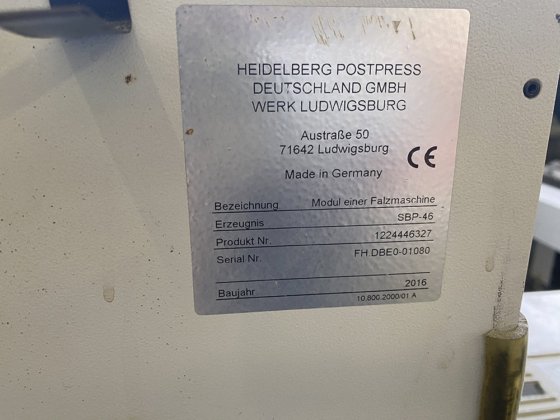 HEIDELBERG POSTPRESS
DEUTSCHLAND GMBH
WERK LUDWIGSBURG
Austraße 50
71642 Ludwigsburg
CE
Made in Germany
Bezeichnung Modul einer Falzmaschine
Erzeugnis SBP-46
Produkt Nr. 1224446327
Serial Nr. FH DBE0-01080
Baujahr 2016
10.800.2000/01 A